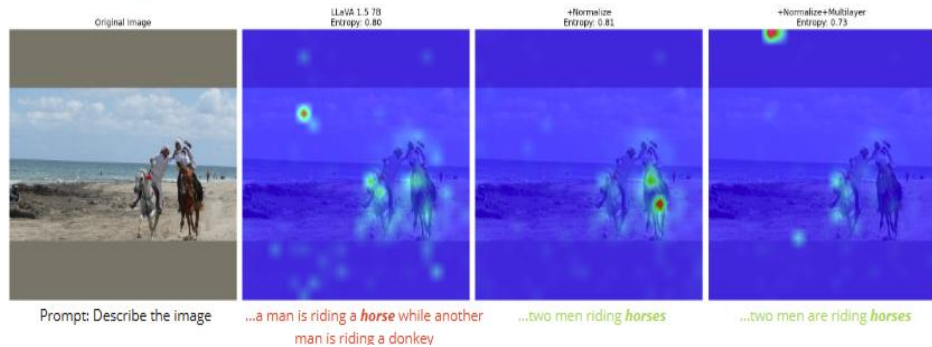 Original Image
LLaVA 1.5 7B
Entropy: 0.80
+Normalize
Entropy: 0.81
+Normalize+Multilayer
Entropy: 0.73
Prompt: Describe the image
...a man is riding a horse while another
man is riding a donkey
...two men riding horses
...two men are riding horses